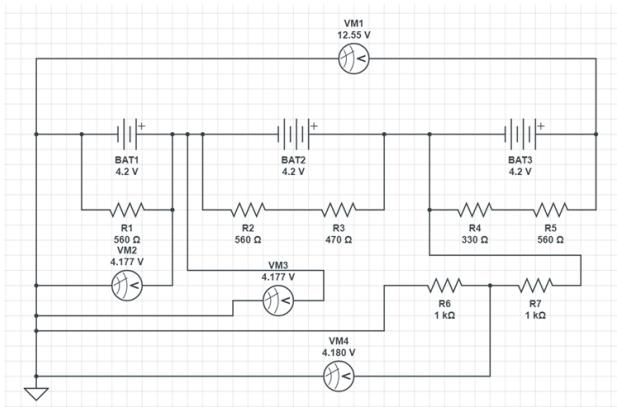 VM1
12.55 V
BAT1
4.2 V
BAT2
4.2 V
BAT3
4.2 V
R1
560 Ω
R2
560 Ω
R3
470 Ω
R4
330 Ω
R5
560 Ω
VM2
4.177 V
VM3
4.177 V
R6
1 kΩ
R7
1 kΩ
VM4
4.180 V